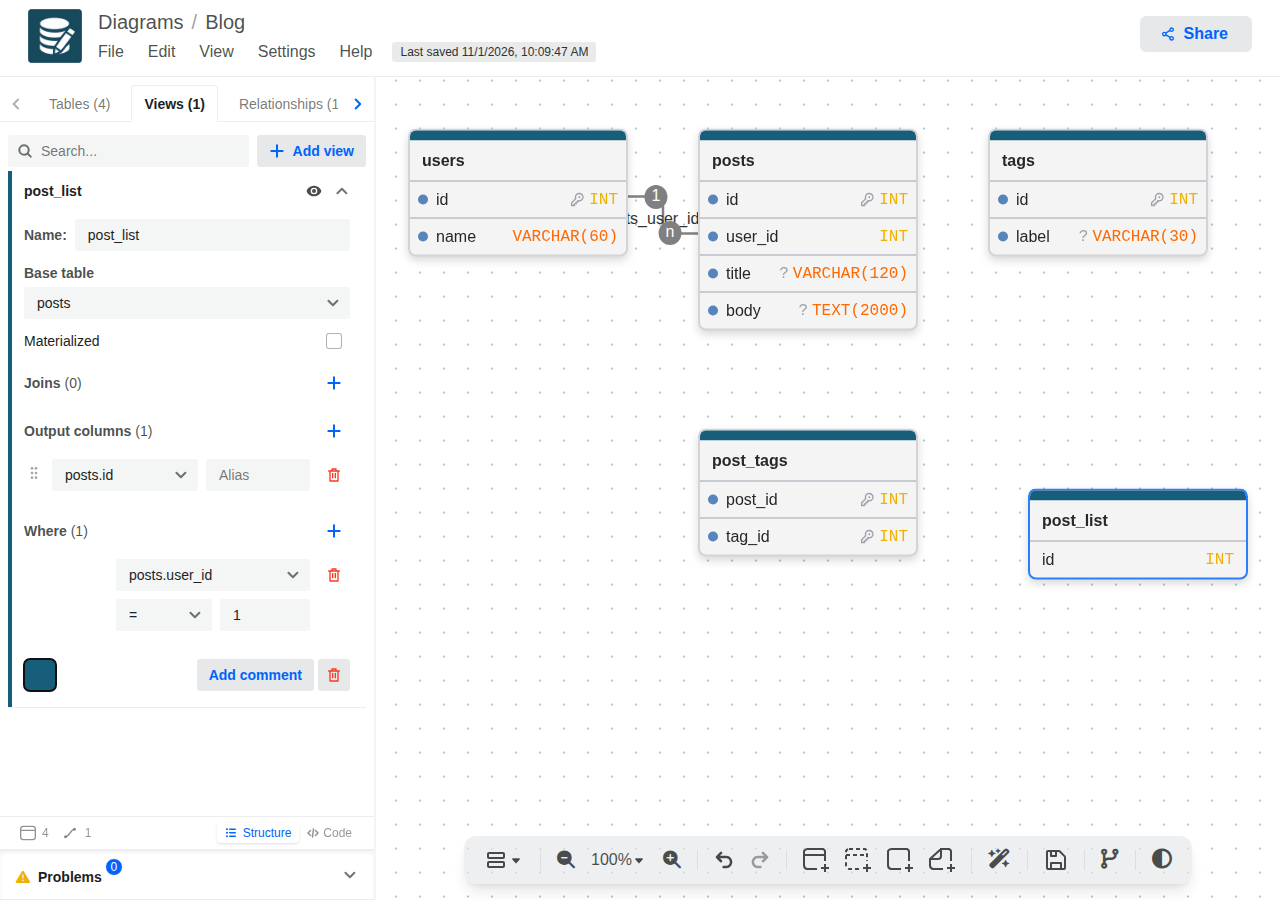 Diagrams / Blog
File Edit View Settings Help Last saved 11/1/2026, 10:09:47 AM
Share
Tables (4) Views (1) Relationships (1
Search... Add view
post_list
Name: post_list
Base table
posts
Materialized
Joins (0)
Output columns (1)
posts.id Alias
Where (1)
posts.user_id
= 1
Add comment
4 1 Structure Code
Problems 0
users
id INT
name VARCHAR(60)
1
ts_user_id
n
posts
id INT
user_id INT
title ? VARCHAR(120)
body ? TEXT(2000)
tags
id INT
label ? VARCHAR(30)
post_tags
post_id INT
tag_id INT
post_list
id INT
100%